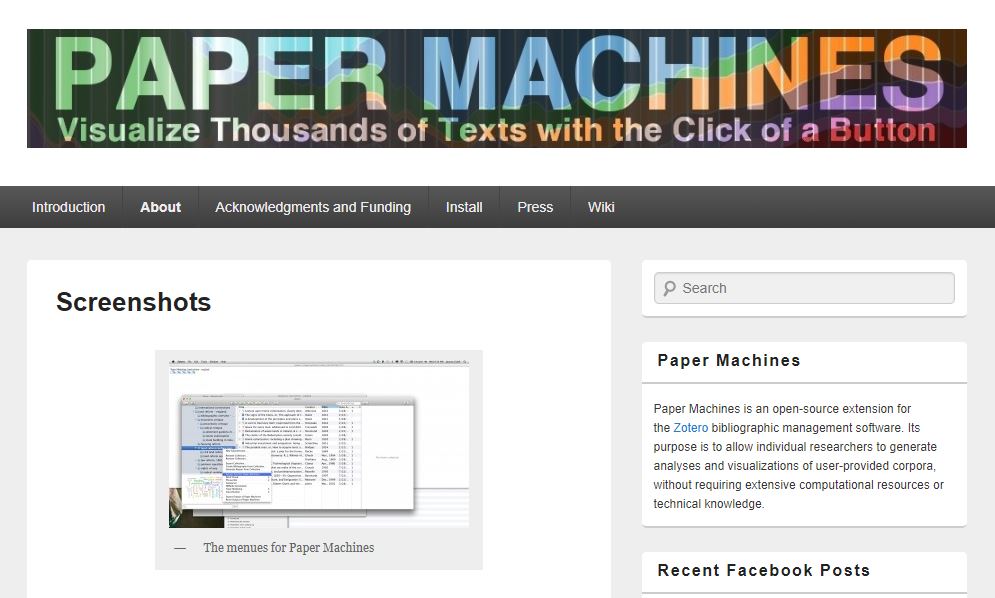 PAPER MACHINES
Visualize Thousands of Texts with the Click of a Button
Introduction
About
Acknowledgments and Funding
Install
Press
Wiki
Screenshots
— The menues for Paper Machines
Search
Paper Machines
Paper Machines is an open-source extension for
the Zotero bibliographic management software. Its
purpose is to allow individual researchers to generate
analyses and visualizations of user-provided corpora,
without requiring extensive computational resources or
technical knowledge.
Recent Facebook Posts